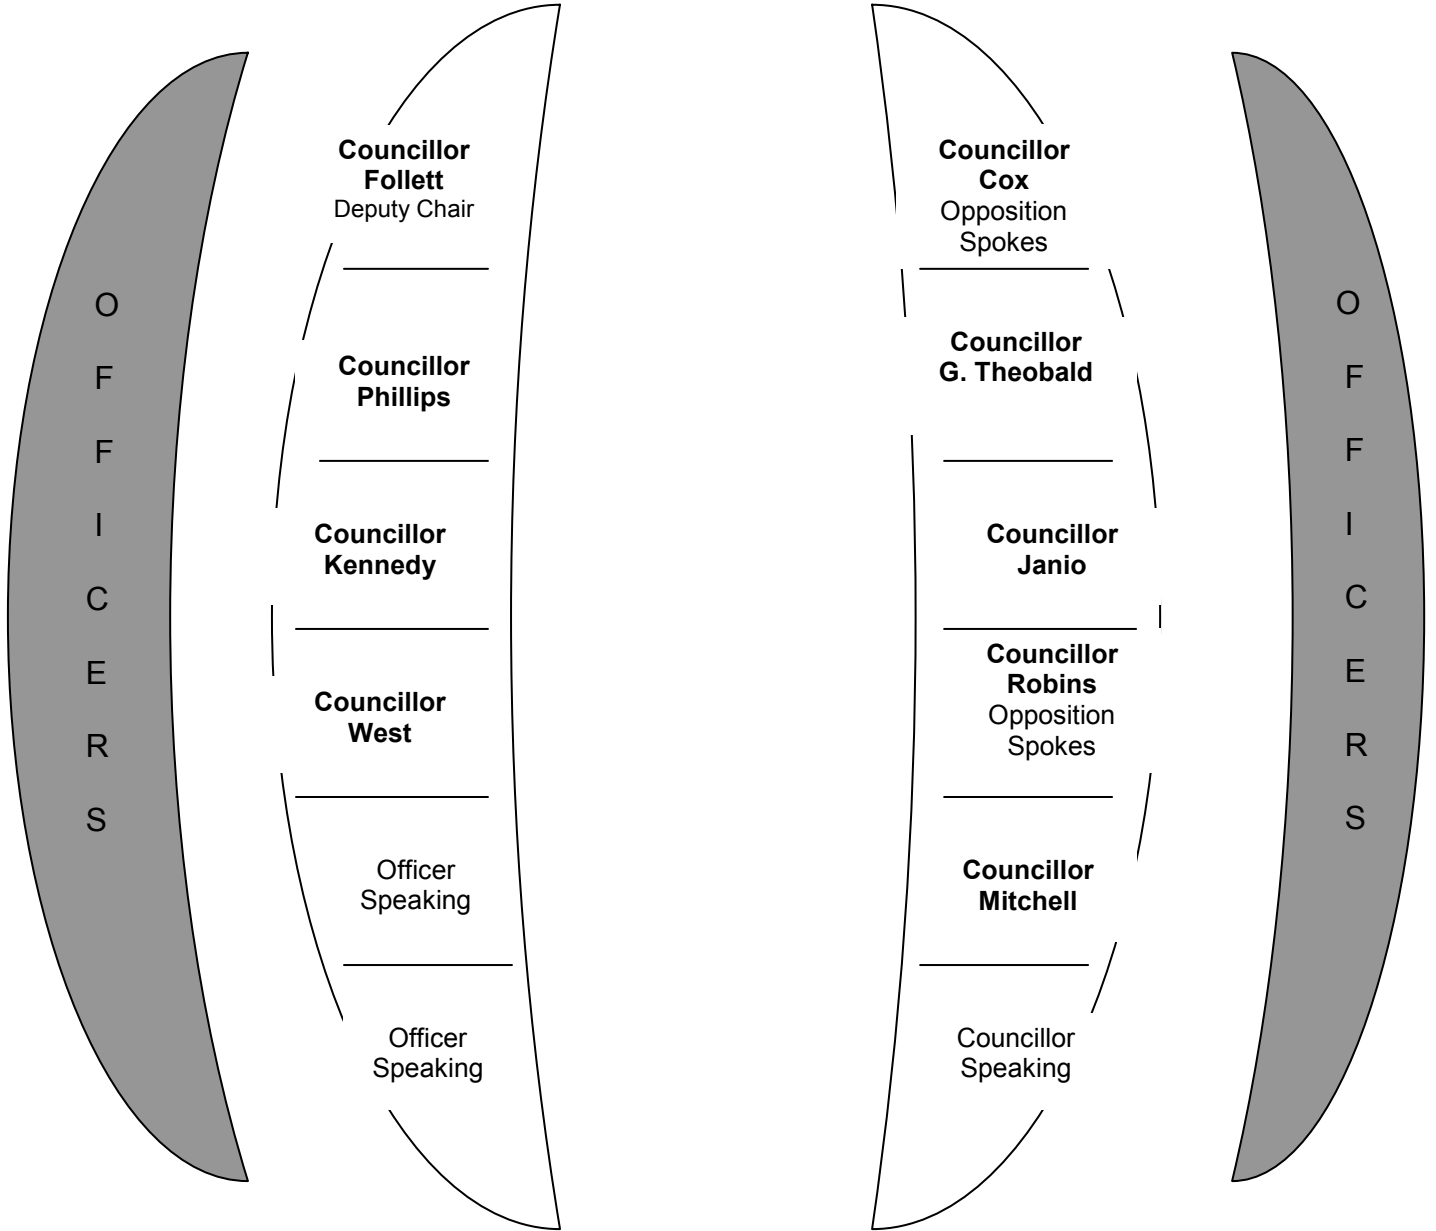 O
F
F
I
C
E
R
S
Councillor
Follett
Deputy Chair
Councillor
Phillips
Councillor
Kennedy
Councillor
West
Officer
Speaking
Officer
Speaking
Councillor
Cox
Opposition
Spokes
Councillor
G. Theobald
Councillor
Janio
Councillor
Robins
Opposition
Spokes
Councillor
Mitchell
Councillor
Speaking
O
F
F
I
C
E
R
S